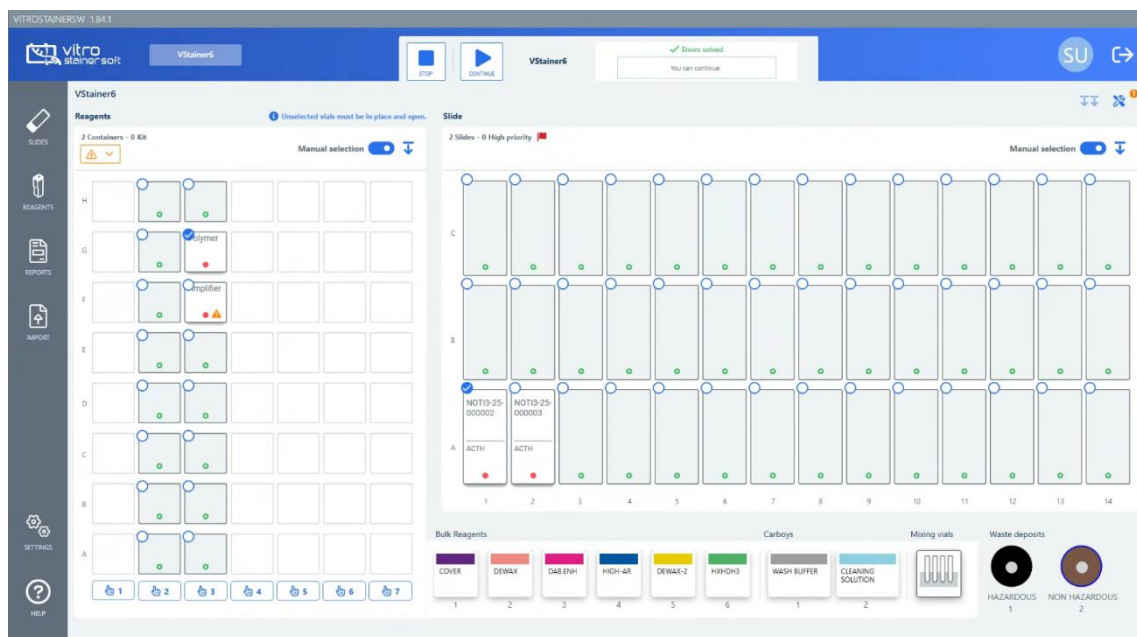 VITROSTAINERSW 1.84.1
vitro
stainer soft
VStainer6
STOP
CONTINUE
VStainer6
Errors solved
You can continue
SU
SLIDES
REAGENTS
REPORTS
IMPORT
SETTINGS
HELP
VStainer6
Reagents
Unselected vials must be in place and open.
2 Containers - 0 Kit
Manual selection
H
G
olymer
F
mplifier
E
D
C
B
A
1 2 3 4 5 6 7
Slide
2 Slides - 0 High priority
Manual selection
C
B
A
NOTI3-25-
000002
ACTH
NOTI3-25-
000003
ACTH
1 2 3 4 5 6 7 8 9 10 11 12 13 14
Bulk Reagents
COVER
1
DEWAX
2
DAB.ENH
3
HIGH-AR
4
DEWAX-2
5
HXHDH3
6
Carboys
WASH BUFFER
1
CLEANING
SOLUTION
2
Mixing vials
Waste deposits
HAZARDOUS
1
NON HAZARDOUS
2